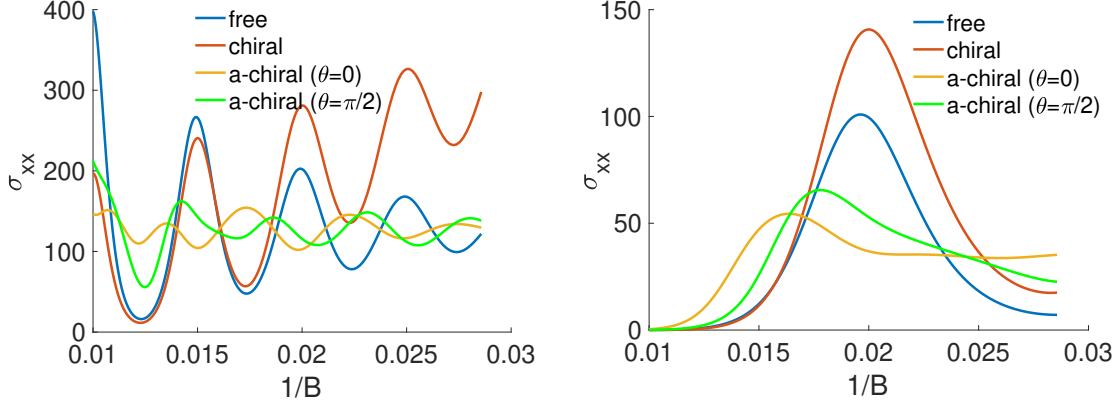 400
300
200
100
0
σxx
free
chiral
a-chiral (θ=0)
a-chiral (θ=π/2)
0.01 0.015 0.02 0.025 0.03
1/B
150
100
50
0
σxx
free
chiral
a-chiral (θ=0)
a-chiral (θ=π/2)
0.01 0.015 0.02 0.025 0.03
1/B